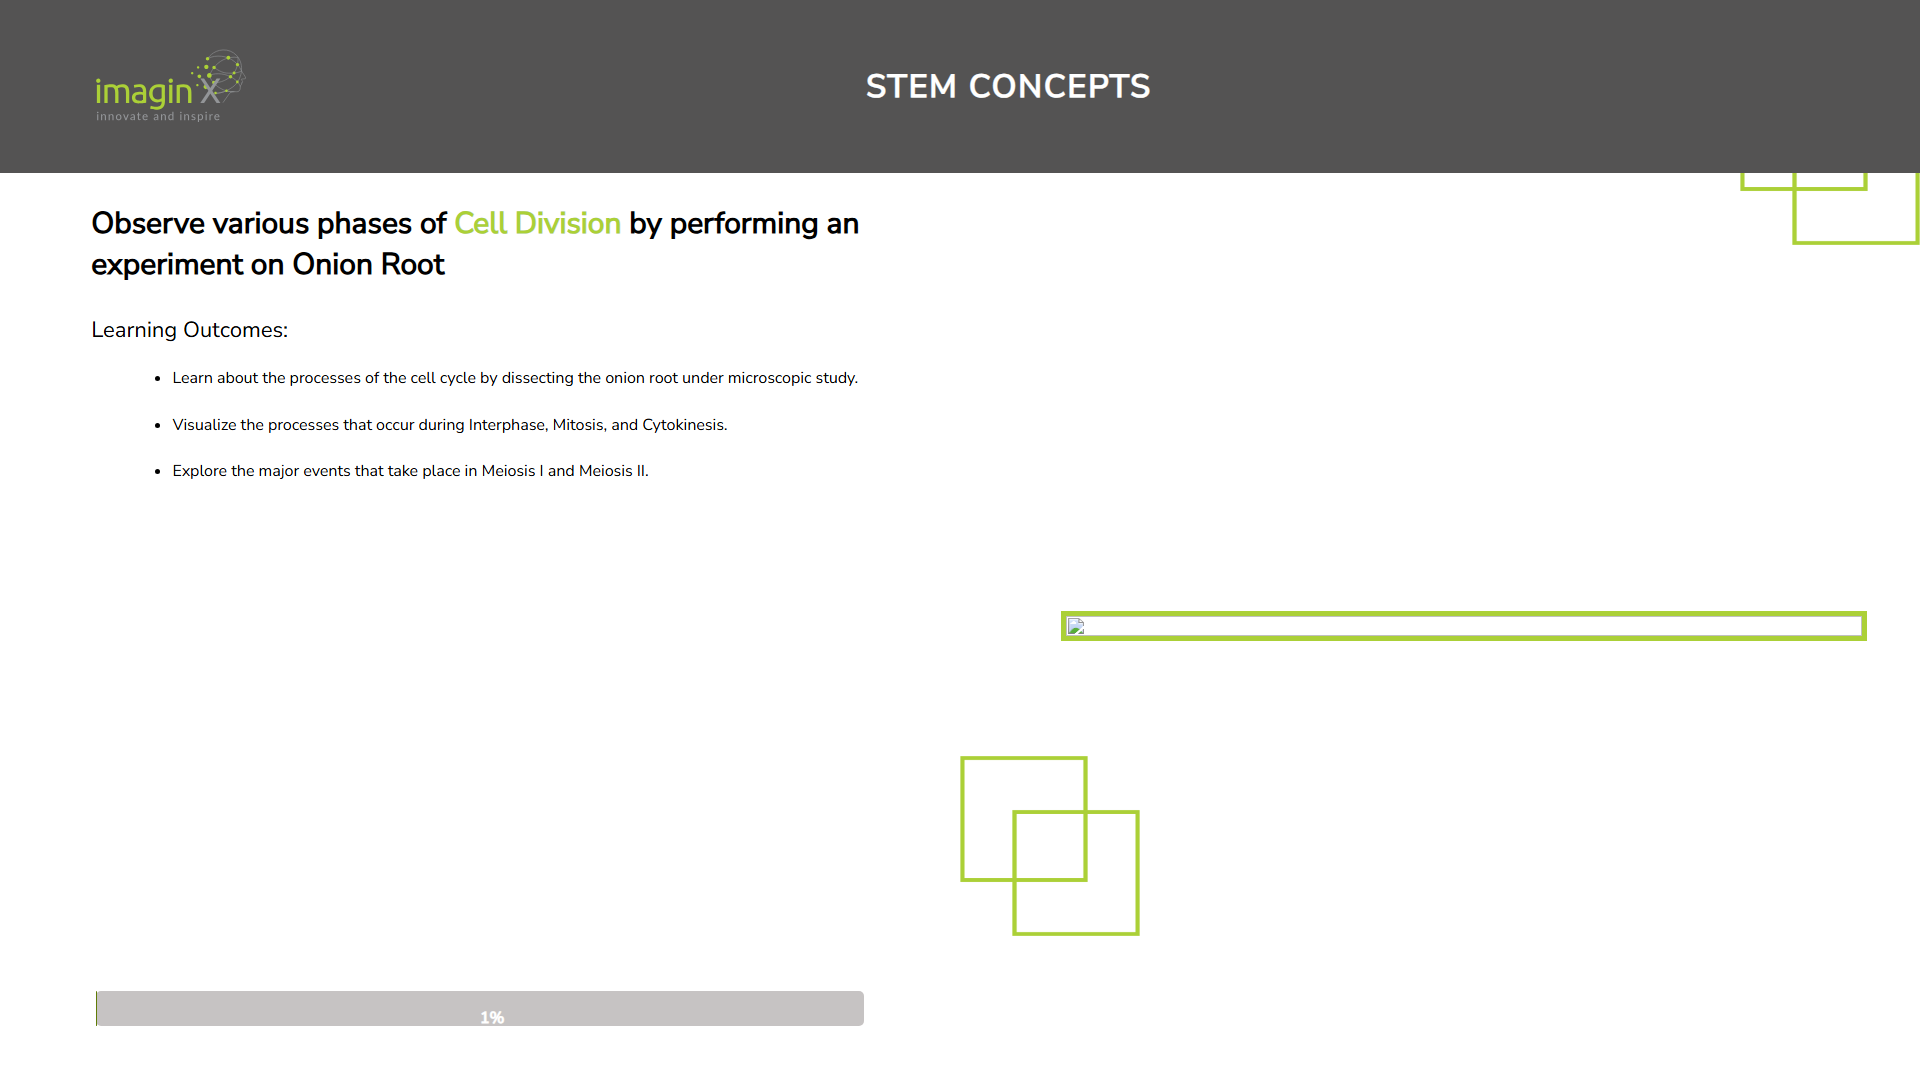 imagin X
innovate and inspire
STEM CONCEPTS
Observe various phases of Cell Division by performing an
experiment on Onion Root
Learning Outcomes:
• Learn about the processes of the cell cycle by dissecting the onion root under microscopic study.
• Visualize the processes that occur during Interphase, Mitosis, and Cytokinesis.
• Explore the major events that take place in Meiosis I and Meiosis II.
1%